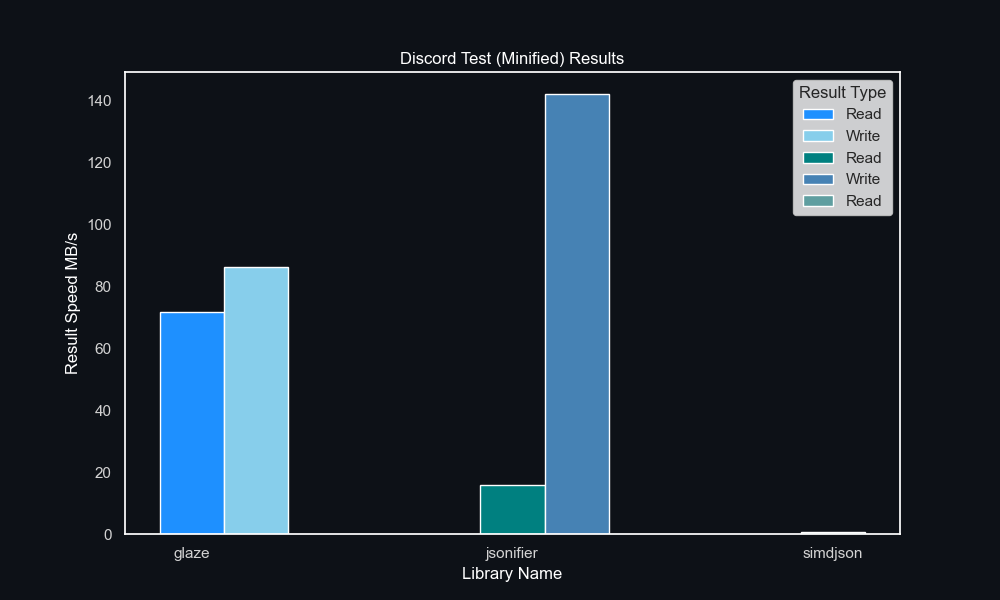 Discord Test (Minified) Results
Result Type
Read
Write
Read
Write
Read
Result Speed MB/s
140
120
100
80
60
40
20
0
glaze
jsonifier
simdjson
Library Name